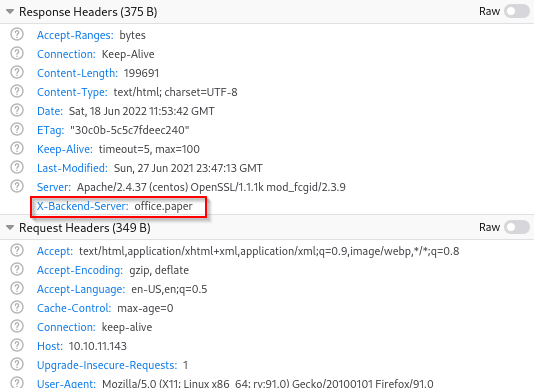 Response Headers (375 B) Raw
Accept-Ranges: bytes
Connection: Keep-Alive
Content-Length: 199691
Content-Type: text/html; charset=UTF-8
Date: Sat, 18 Jun 2022 11:53:42 GMT
ETag: "30c0b-5c5c7fdeec240"
Keep-Alive: timeout=5, max=100
Last-Modified: Sun, 27 Jun 2021 23:47:13 GMT
Server: Apache/2.4.37 (centos) OpenSSL/1.1.1k mod_fcgid/2.3.9
X-Backend-Server: office.paper
Request Headers (349 B) Raw
Accept: text/html,application/xhtml+xml,application/xml;q=0.9,image/webp,*/*;q=0.8
Accept-Encoding: gzip, deflate
Accept-Language: en-US,en;q=0.5
Cache-Control: max-age=0
Connection: keep-alive
Host: 10.10.11.143
Upgrade-Insecure-Requests: 1
User-Agent: Mozilla/5.0 (X11; Linux x86_64; rv:91.0) Gecko/20100101 Firefox/91.0